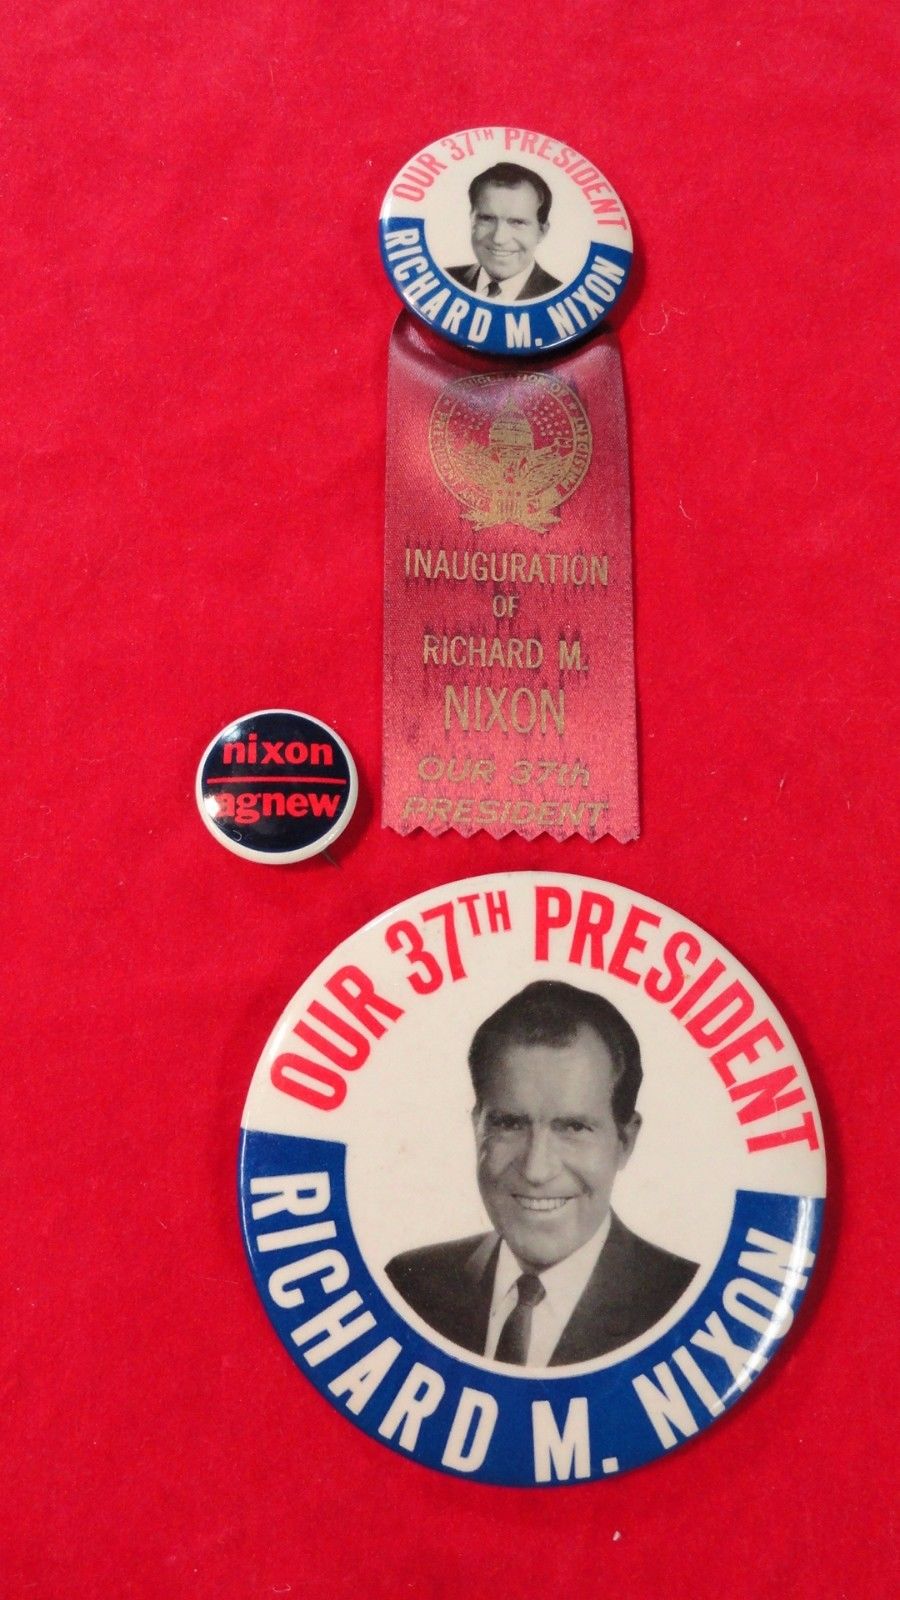 OUR 37TH PRESIDENT
RICHARD M. NIXON
INAUGURATION
OF
RICHARD M.
NIXON
OUR 37th
PRESIDENT
nixon
agnew
OUR 37TH PRESIDENT
RICHARD M. NIXON